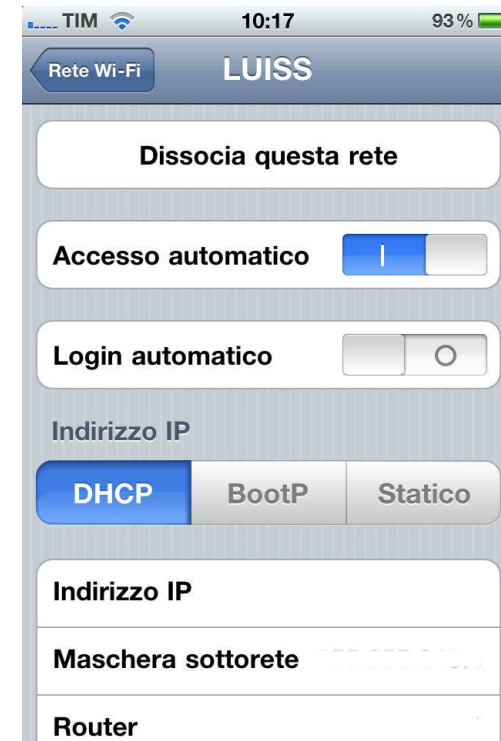 TIM 10:17 93%
Rete Wi-Fi LUISS
Dissocia questa rete
Accesso automatico
Login automatico
Indirizzo IP
DHCP BootP Statico
Indirizzo IP
Maschera sottorete
Router